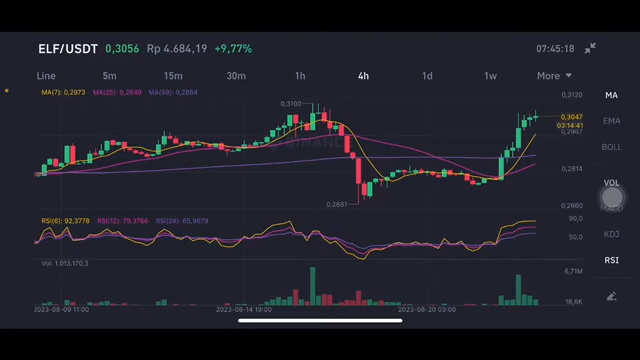 ELF/USDT 0,3056 Rp 4.684,19 +9,77% 07:45:18
Line 5m 15m 30m 1h 4h 1d 1w More
MA(7): 0,2973 MA(25): 0,2848 MA(99): 0,2884
0,3120
MA
0,3100
0,3047
03:14:41
EMA
0,2967
BOLL
BINANCE
0,2814
VOL
0,2681
0,2660
MACD
RSI(6): 92,3778 RSI(12): 79,3766 RSI(24): 65,9679
90,0
KDJ
50,0
RSI
Vol: 1.013.170,3
6,71M
18,6K
2023-08-09 11:00 2023-08-14 19:00 2023-08-20 03:00